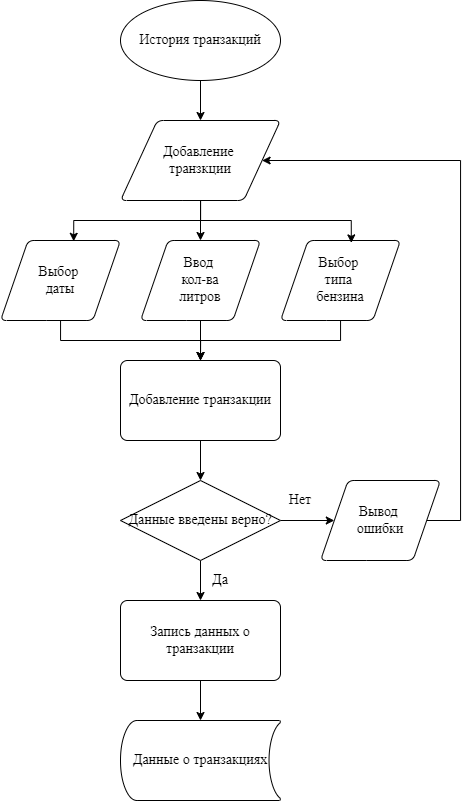 История транзакций
Добавление
транзкции
Выбор
даты
Ввод
кол-ва
литров
Выбор
типа
бензина
Добавление транзакции
Данные введены верно?
Нет
Вывод
ошибки
Да
Запись данных о
транзакции
Данные о транзакциях